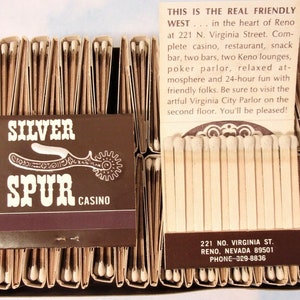 SILVER
SPUR
CASINO
THIS IS THE REAL FRIENDLY
WEST . . . in the heart of Reno
at 221 N. Virginia Street. Com-
plete casino, restaurant, snack
bar, two bars, two Keno lounges,
poker parlor, relaxed at-
mosphere and 24-hour fun with
friendly folks. Be sure to visit the
artful Virginia City Parlor on the
second floor. You'll be pleased!
221 NO. VIRGINIA ST.
RENO, NEVADA 89501
PHONE-329-8836